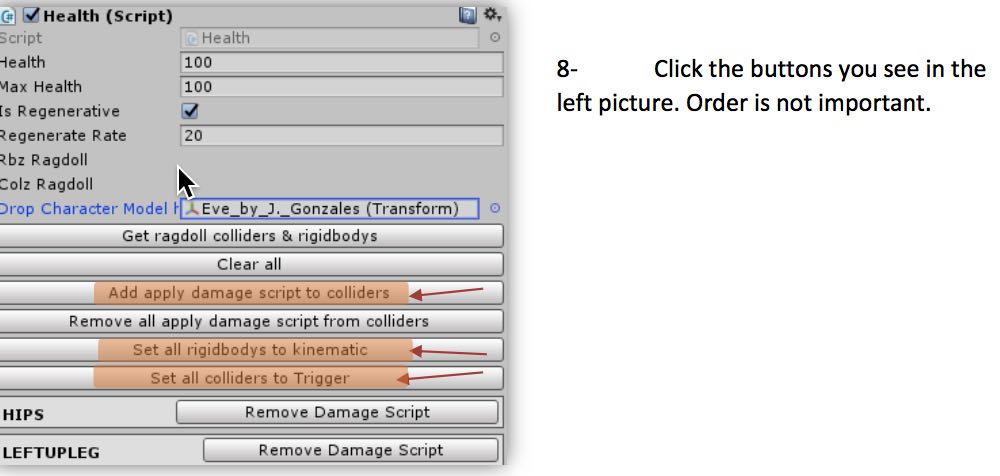 Health (Script)
Script Health
Health 100
Max Health 100
Is Regenerative
Regenerate Rate 20
Rbz Ragdoll
Colz Ragdoll
Drop Character Model h Eve_by_J._Gonzales (Transform)
Get ragdoll colliders & rigidbodys
Clear all
Add apply damage script to colliders
Remove all apply damage script from colliders
Set all rigidbodys to kinematic
Set all colliders to Trigger
HIPS Remove Damage Script
LEFTUPLEG Remove Damage Script
8- Click the buttons you see in the
left picture. Order is not important.